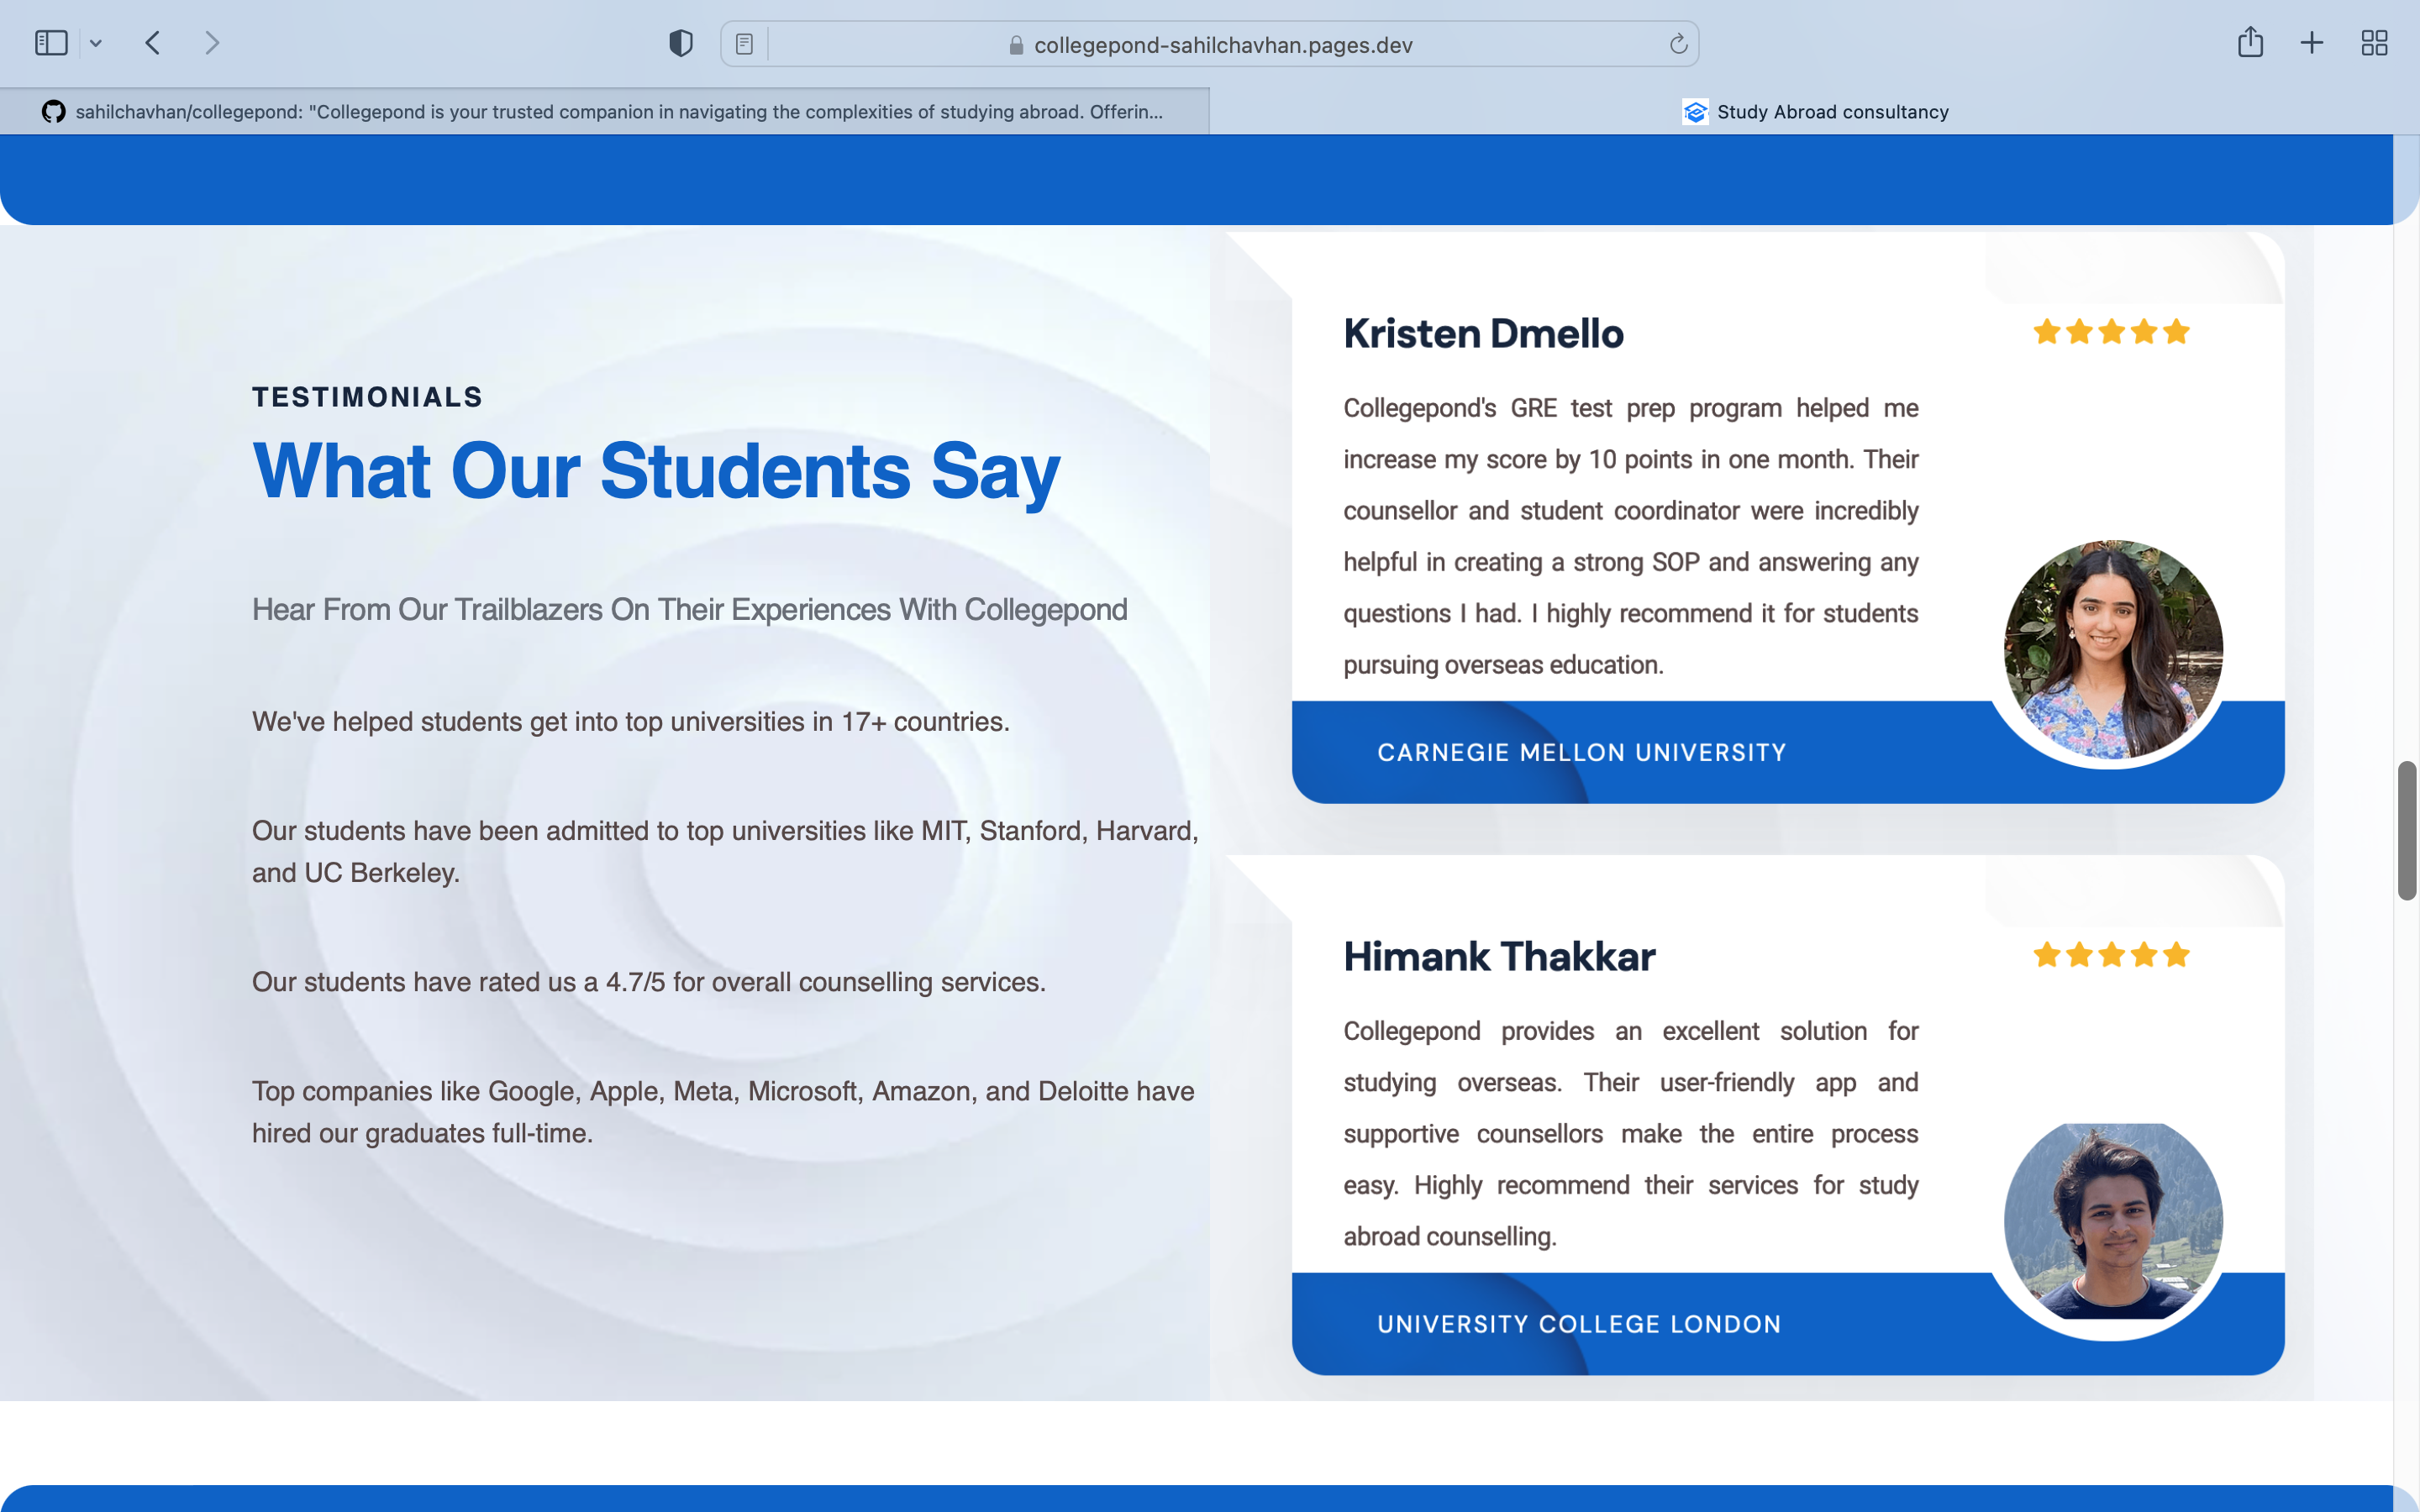 collegepond-sahilchavhan.pages.dev
sahilchavhan/collegepond: "Collegepond is your trusted companion in navigating the complexities of studying abroad. Offerin...
Study Abroad consultancy
TESTIMONIALS
What Our Students Say
Hear From Our Trailblazers On Their Experiences With Collegepond
We've helped students get into top universities in 17+ countries.
Our students have been admitted to top universities like MIT, Stanford, Harvard,
and UC Berkeley.
Our students have rated us a 4.7/5 for overall counselling services.
Top companies like Google, Apple, Meta, Microsoft, Amazon, and Deloitte have
hired our graduates full-time.
Kristen Dmello
Collegepond's GRE test prep program helped me
increase my score by 10 points in one month. Their
counsellor and student coordinator were incredibly
helpful in creating a strong SOP and answering any
questions I had. I highly recommend it for students
pursuing overseas education.
CARNEGIE MELLON UNIVERSITY
Himank Thakkar
Collegepond provides an excellent solution for
studying overseas. Their user-friendly app and
supportive counsellors make the entire process
easy. Highly recommend their services for study
abroad counselling.
UNIVERSITY COLLEGE LONDON